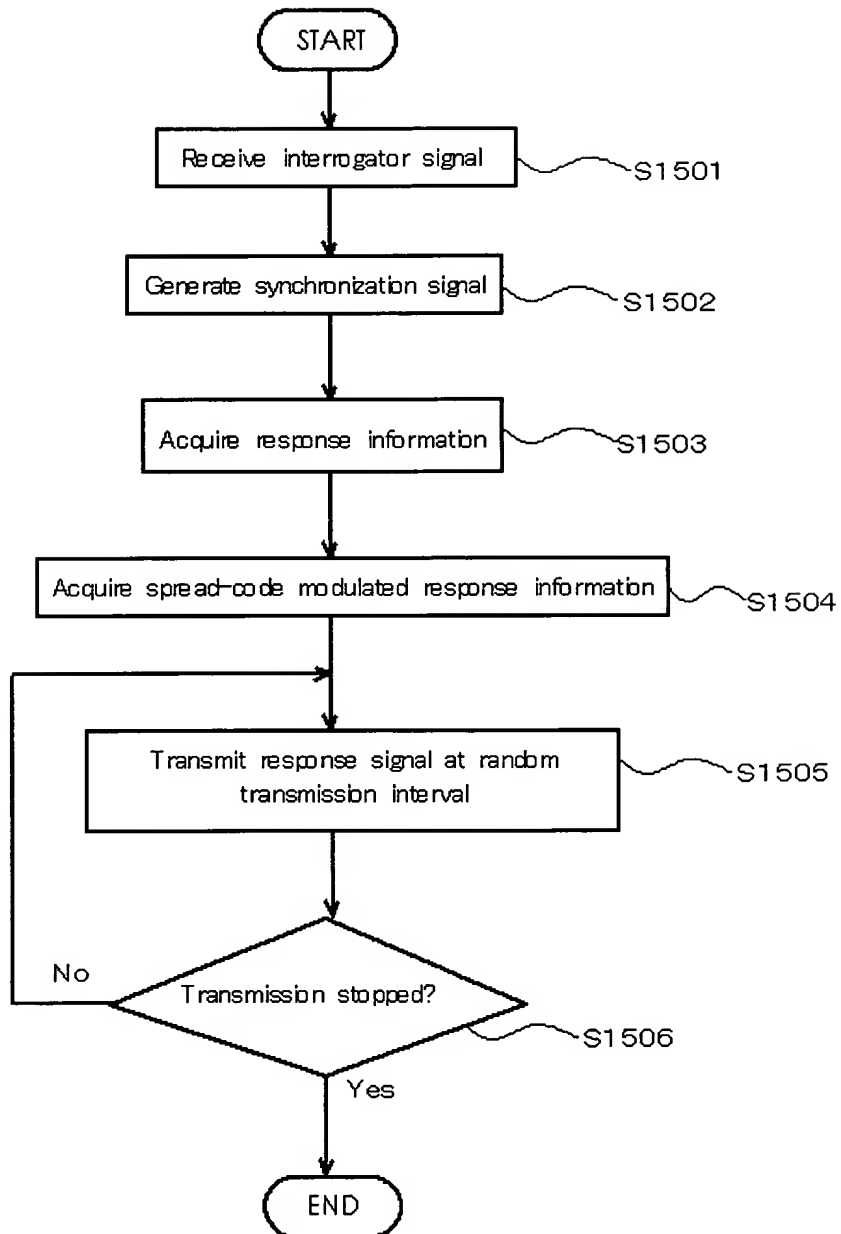 START
Receive interrogator signal
S1501
Generate synchronization signal
S1502
Acquire response information
S1503
Acquire spread-code modulated response information
S1504
Transmit response signal at random
transmission interval
S1505
No
Transmission stopped?
S1506
Yes
END